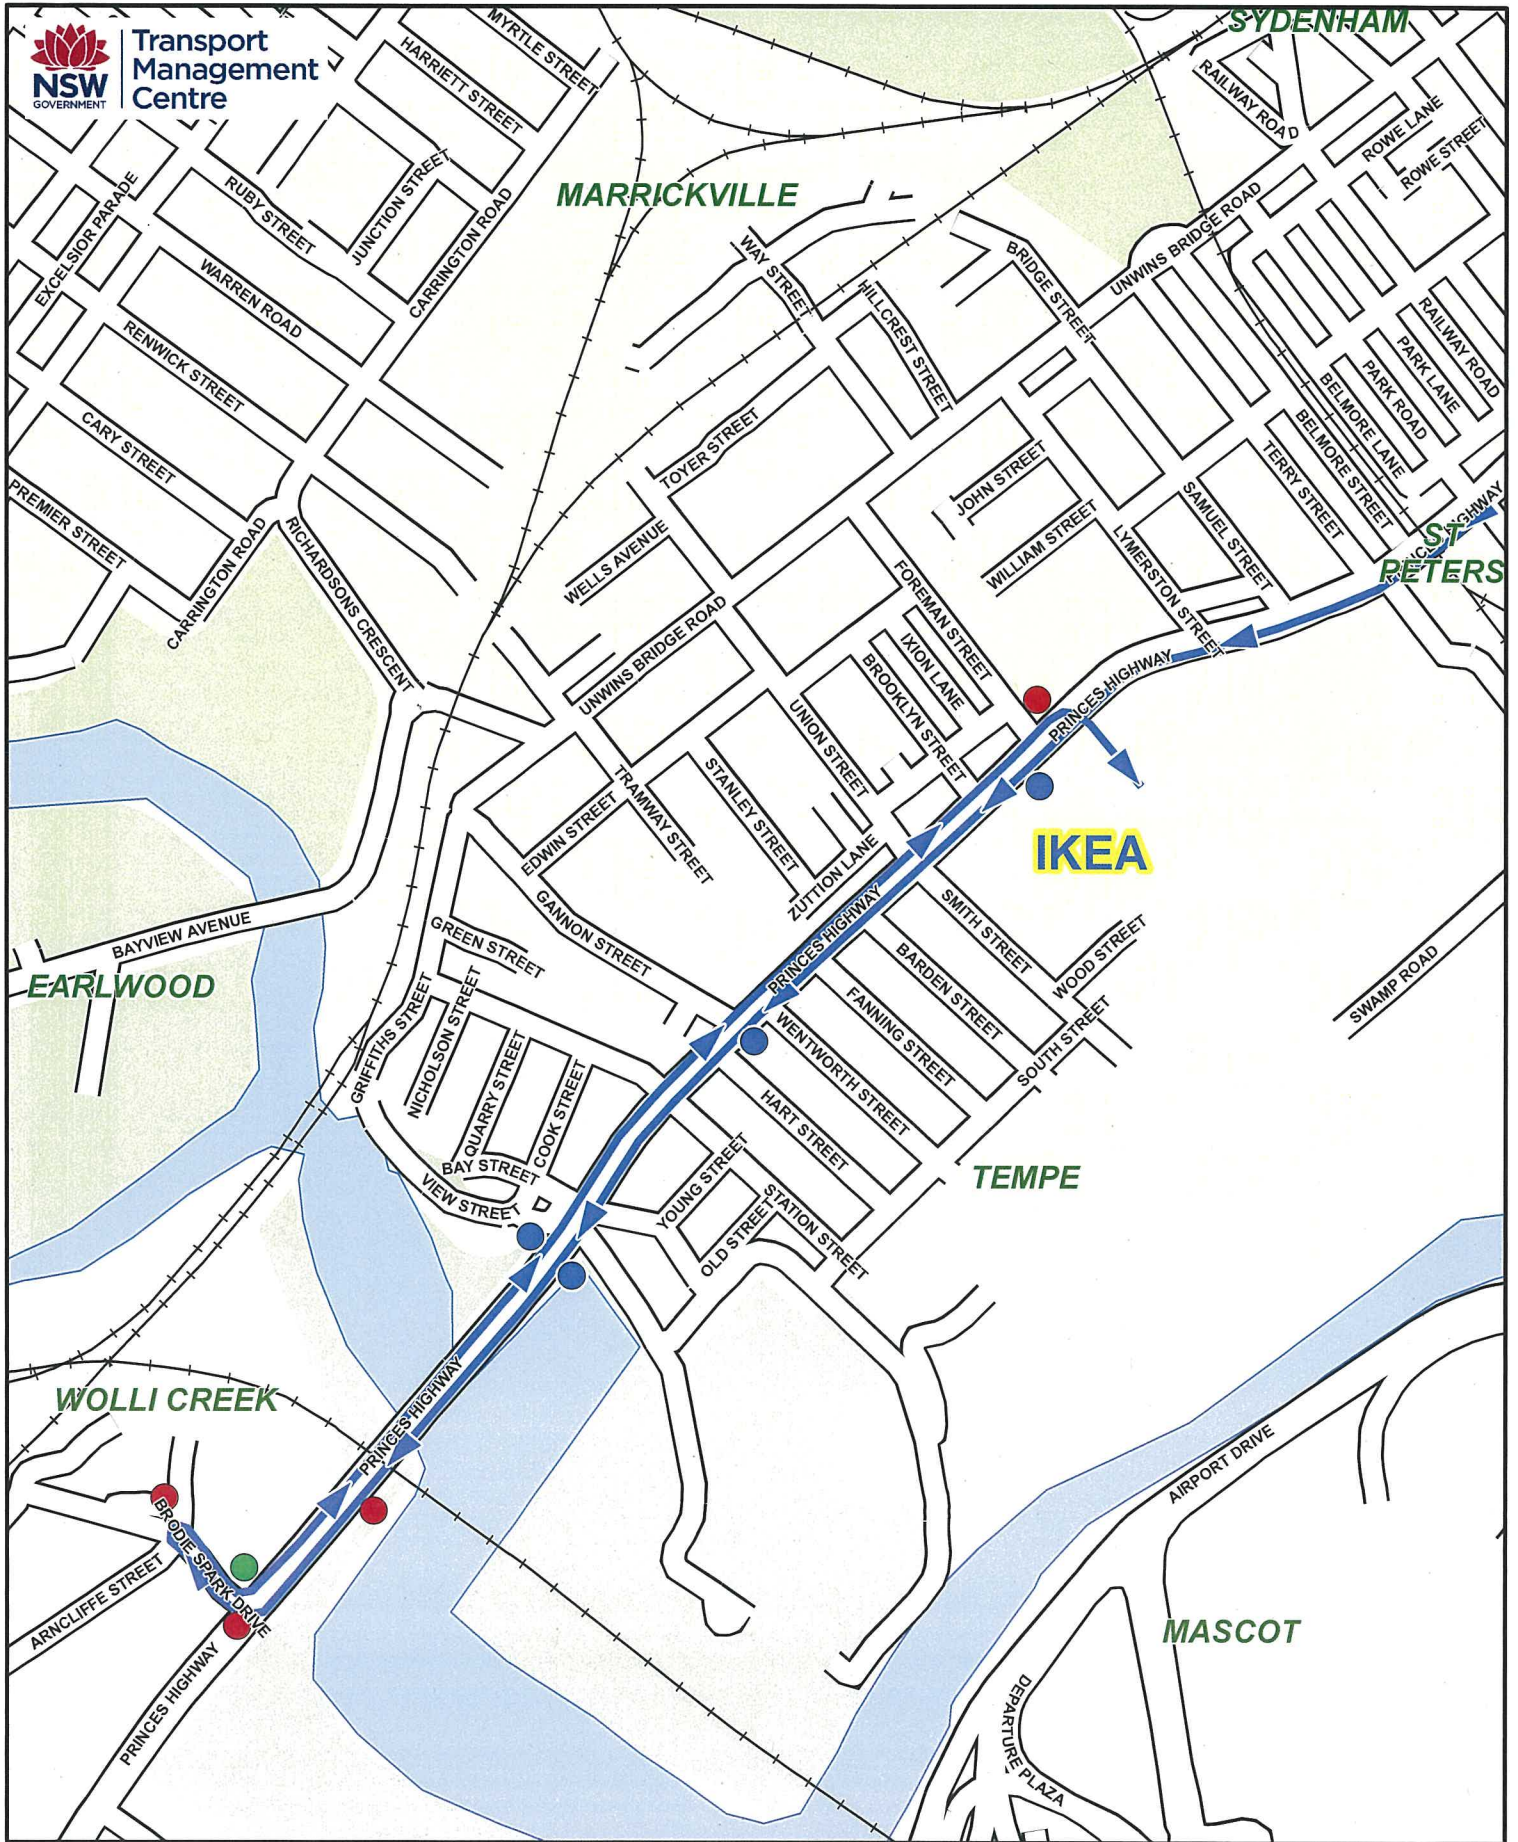 SYDENHAM
NSW
GOVERNMENT
Transport
Management
Centre
MYRTLE STREET
HARRIETT STREET
RAILWAY ROAD
ROWE LANE
ROWE STREET
MARRICKVILLE
RUBY STREET
JUNCTION STREET
EXCELSIOR PARADE
CARRINGTON ROAD
WARREN ROAD
WAY STREET
BRIDGE STREET
UNWINS BRIDGE ROAD
HILLCREST STREET
RENWICK STREET
RAILWAY ROAD
PARK LANE
PARK ROAD
BELMORE LANE
BELMORE STREET
CARY STREET
TOYER STREET
TERRY STREET
JOHN STREET
SAMUEL STREET
PREMIER STREET
CARRINGTON ROAD
RICHARDSONS CRESCENT
WELLS AVENUE
WILLIAM STREET
LYMERSTON STREET
HIGHWAY
ST
PETERS
FOREMAN STREET
UNWINS BRIDGE ROAD
IXION LANE
BROOKLYN STREET
PRINCES HIGHWAY
PRINCES HIGHWAY
UNION STREET
TRAMWAY STREET
STANLEY STREET
EDWIN STREET
ZUTTION LANE
IKEA
GANNON STREET
PRINCES HIGHWAY
SMITH STREET
BAYVIEW AVENUE
GREEN STREET
BARDEN STREET
WOOD STREET
EARLWOOD
FANNING STREET
SWAMP ROAD
GRIFFITHS STREET
NICHOLSON STREET
QUARRY STREET
COOK STREET
WENTWORTH STREET
SOUTH STREET
HART STREET
BAY STREET
VIEW STREET
YOUNG STREET
STATION STREET
OLD STREET
TEMPE
WOLLI CREEK
PRINCES HIGHWAY
AIRPORT DRIVE
BRODIE SPARK DRIVE
ARNCLIFFE STREET
PRINCES HIGHWAY
MASCOT
DEPARTURE PLAZA